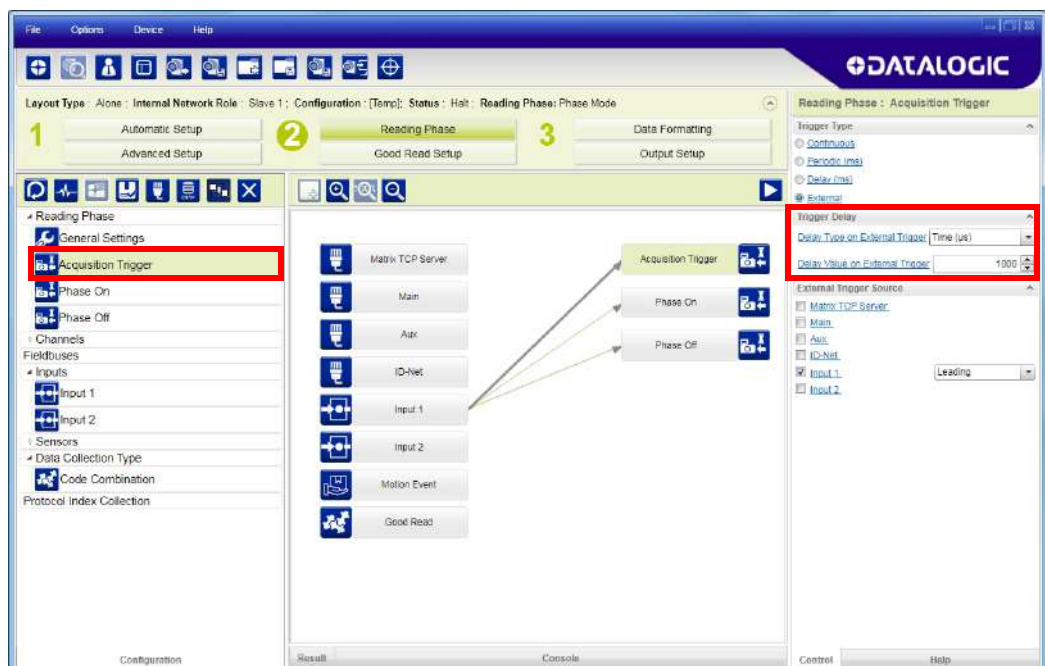 File Options Device Help
DATALOGIC
Layout Type : Alone : Internal Network Role : Slave 1 ; Configuration : [Temp]; Status : Halt ; Reading Phase: Phase Mode
1 Automatic Setup
Advanced Setup
2 Reading Phase
Good Read Setup
3 Data Formatting
Output Setup
Reading Phase
General Settings
Acquisition Trigger
Phase On
Phase Off
Channels
Fieldbuses
Inputs
Input 1
Input 2
Sensors
Data Collection Type
Code Combination
Protocol Index Collection
Configuration
Matrix TCP Server
Main
Aux
ID-Net
Input 1
Input 2
Motion Event
Good Read
Acquisition Trigger
Phase On
Phase Off
Result Console
Reading Phase : Acquisition Trigger
Trigger Type
Continuous
Periodic (ms)
Delay (ms)
External
Trigger Delay
Delay Type on External Trigger Time (us)
Delay Value on External Trigger 1000
External Trigger Source
Matrix TCP Server
Main
Aux
ID-Net
Input 1 Leading
Input 2
Control Help